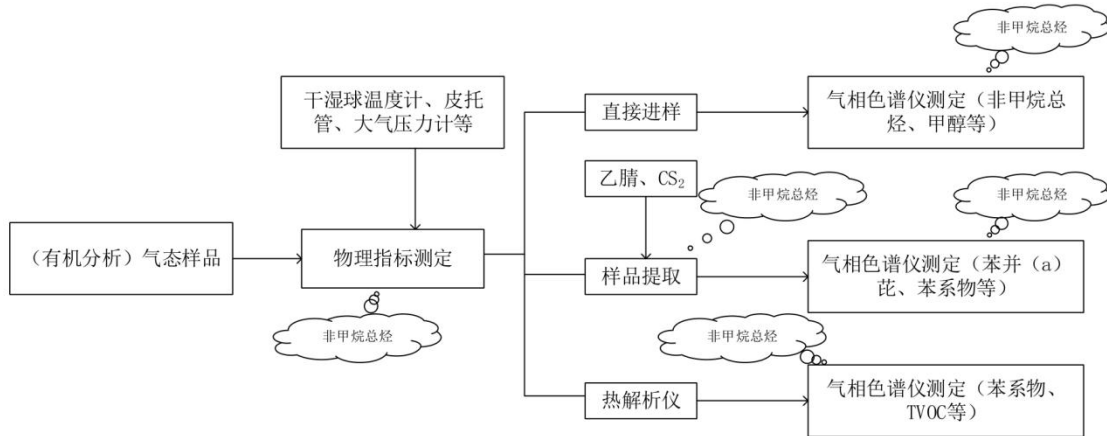 非甲烷总烃
干湿球温度计、皮托
管、大气压力计等
直接进样
气相色谱仪测定（非甲烷总
烃、甲醇等）
乙腈、CS₂
非甲烷总烃
非甲烷总烃
（有机分析）气态样品
物理指标测定
样品提取
气相色谱仪测定（苯并（a）
芘、苯系物等）
非甲烷总烃
非甲烷总烃
热解析仪
气相色谱仪测定（苯系物、
TVOC等）